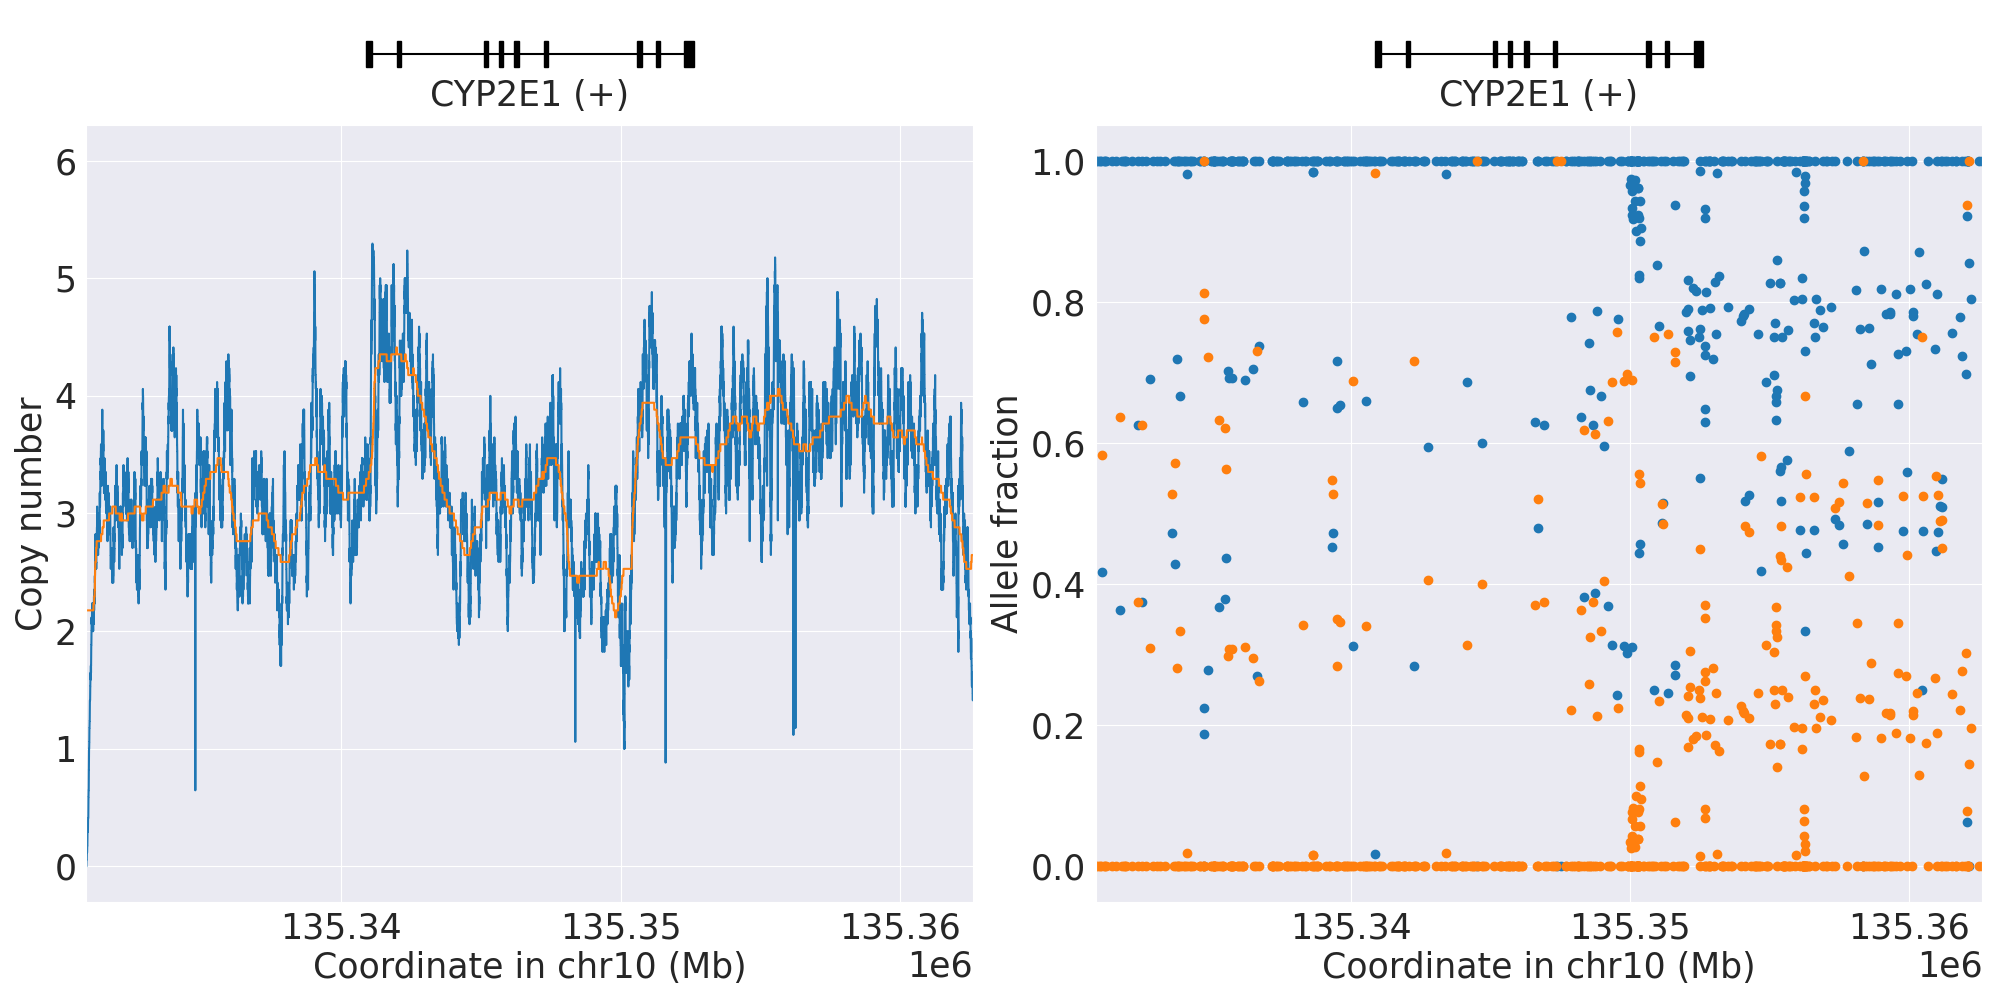 CYP2E1 (+)
CYP2E1 (+)
Copy number
6
5
4
3
2
1
0
135.34
135.35
135.36
Coordinate in chr10 (Mb)
1e6
Allele fraction
1.0
0.8
0.6
0.4
0.2
0.0
135.34
135.35
135.36
Coordinate in chr10 (Mb)
1e6